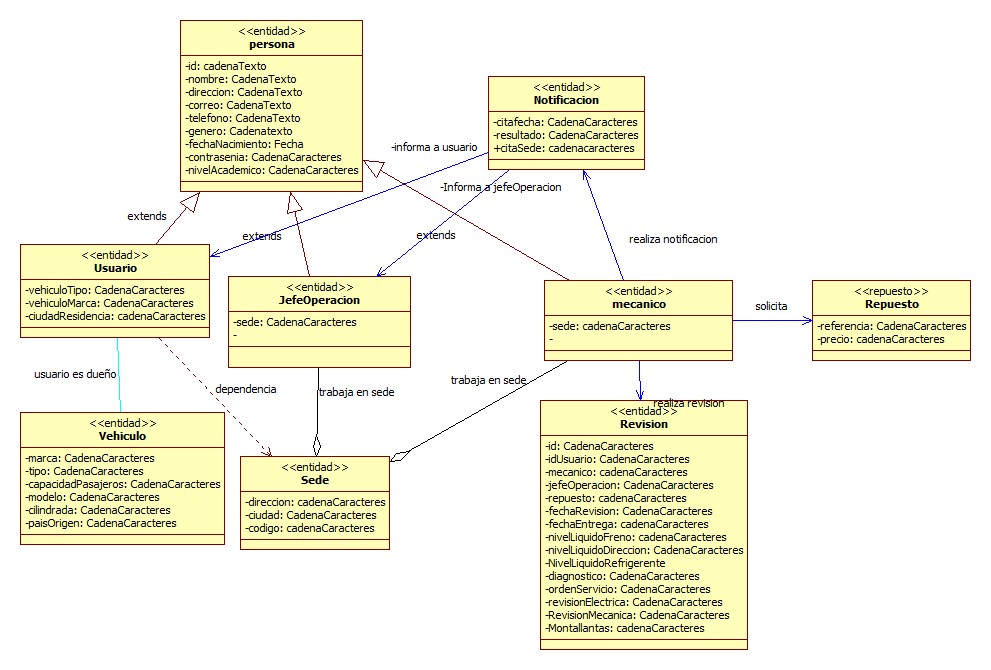 <<entidad>>
persona
-id: cadenaTexto
-nombre: CadenaTexto
-direccion: CadenaTexto
-correo: CadenaTexto
-telefono: CadenaTexto
-genero: Cadenatexto
-fechaNacimiento: Fecha
-contrasenia: CadenaCaracteres
-nivelAcademico: CadenaCaracteres
<<entidad>>
Notificacion
-citafecha: CadenaCaracteres
-resultado: CadenaCaracteres
+citaSede: cadenacaracteres
-informa a usuario
-Informa a jefeOperacion
extends
extends
extends
realiza notificacion
<<entidad>>
Usuario
-vehiculoTipo: CadenaCaracteres
-vehiculoMarca: CadenaCaracteres
-ciudadResidencia: cadenaCaracteres
<<entidad>>
JefeOperacion
-sede: CadenaCaracteres
-
<<entidad>>
mecanico
-sede: cadenaCaracteres
-
solicita
<<repuesto>>
Repuesto
-referencia: CadenaCaracteres
-precio: cadenaCaracteres
usuario es dueño
dependencia
trabaja en sede
trabaja en sede
realiza revision
<<entidad>>
Vehiculo
-marca: CadenaCaracteres
-tipo: CadenaCaracteres
-capacidadPasajeros: CadenaCaracteres
-modelo: CadenaCaracteres
-cilindrada: CadenaCaracteres
-paisOrigen: CadenaCaracteres
<<entidad>>
Sede
-direccion: cadenaCaracteres
-ciudad: CadenaCaracteres
-codigo: cadenaCaracteres
<<entidad>>
Revision
-id: CadenaCaracteres
-idUsuario: CadenaCaracteres
-mecanico: cadenaCaracteres
-jefeOperacion: CadenaCaracteres
-repuesto: cadenaCaracteres
-fechaRevision: CadenaCaracteres
-fechaEntrega: cadenaCaracteres
-nivelLiquidoFreno: cadenaCaracteres
-nivelLiquidoDireccion: CadenaCaracteres
-NivelLiquidoRefrigerente
-diagnostico: CadenaCaracteres
-ordenServicio: CadenaCaracteres
-revisionElectrica: CadenaCaracteres
-RevisionMecanica: CadenaCaracteres
-Montallantas: cadenaCaracteres